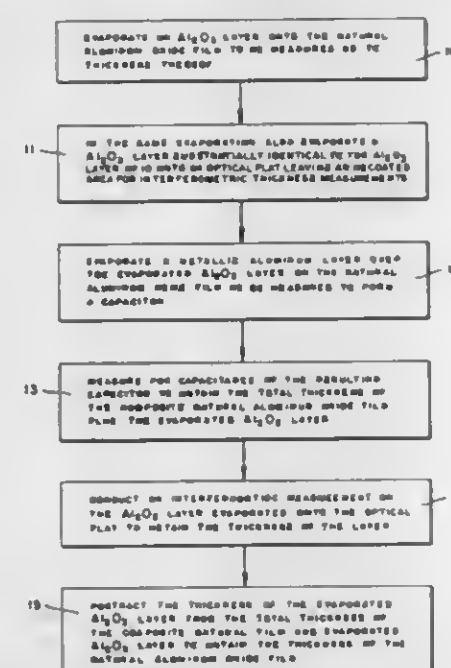 EVAPORATE AN Al2O3 LAYER ONTO THE NATURAL
ALUMINUM OXIDE FILM TO BE MEASURED AS TO
THICKNESS THEREOF
11
IN THE SAME EVAPORATION ALSO EVAPORATE A
Al2O3 LAYER SUBSTANTIALLY IDENTICAL TO THE Al2O3
LAYER OF 10 ONTO AN OPTICAL FLAT LEAVING AN UNCOATED
AREA FOR INTERFEROMETRIC THICKNESS MEASUREMENTS
EVAPORATE A METALLIC ALUMINUM LAYER OVER
THE EVAPORATED Al2O3 LAYER ON THE NATURAL
ALUMINUM OXIDE FILM TO BE MEASURED TO FORM
A CAPACITOR
13
MEASURE THE CAPACITANCE OF THE RESULTING
CAPACITOR TO OBTAIN THE TOTAL THICKNESS OF
THE COMPOSITE NATURAL ALUMINUM OXIDE FILM
PLUS THE EVAPORATED Al2O3 LAYER
CONDUCT AN INTERFEROMETRIC MEASUREMENT ON
THE Al2O3 LAYER EVAPORATED ONTO THE OPTICAL
FLAT TO OBTAIN THE THICKNESS OF THE LAYER
15
SUBTRACT THE THICKNESS OF THE EVAPORATED
Al2O3 LAYER FROM THE TOTAL THICKNESS OF
THE COMPOSITE NATURAL FILM AND EVAPORATED
Al2O3 LAYER TO OBTAIN THE THICKNESS OF THE
NATURAL ALUMINUM OXIDE FILM